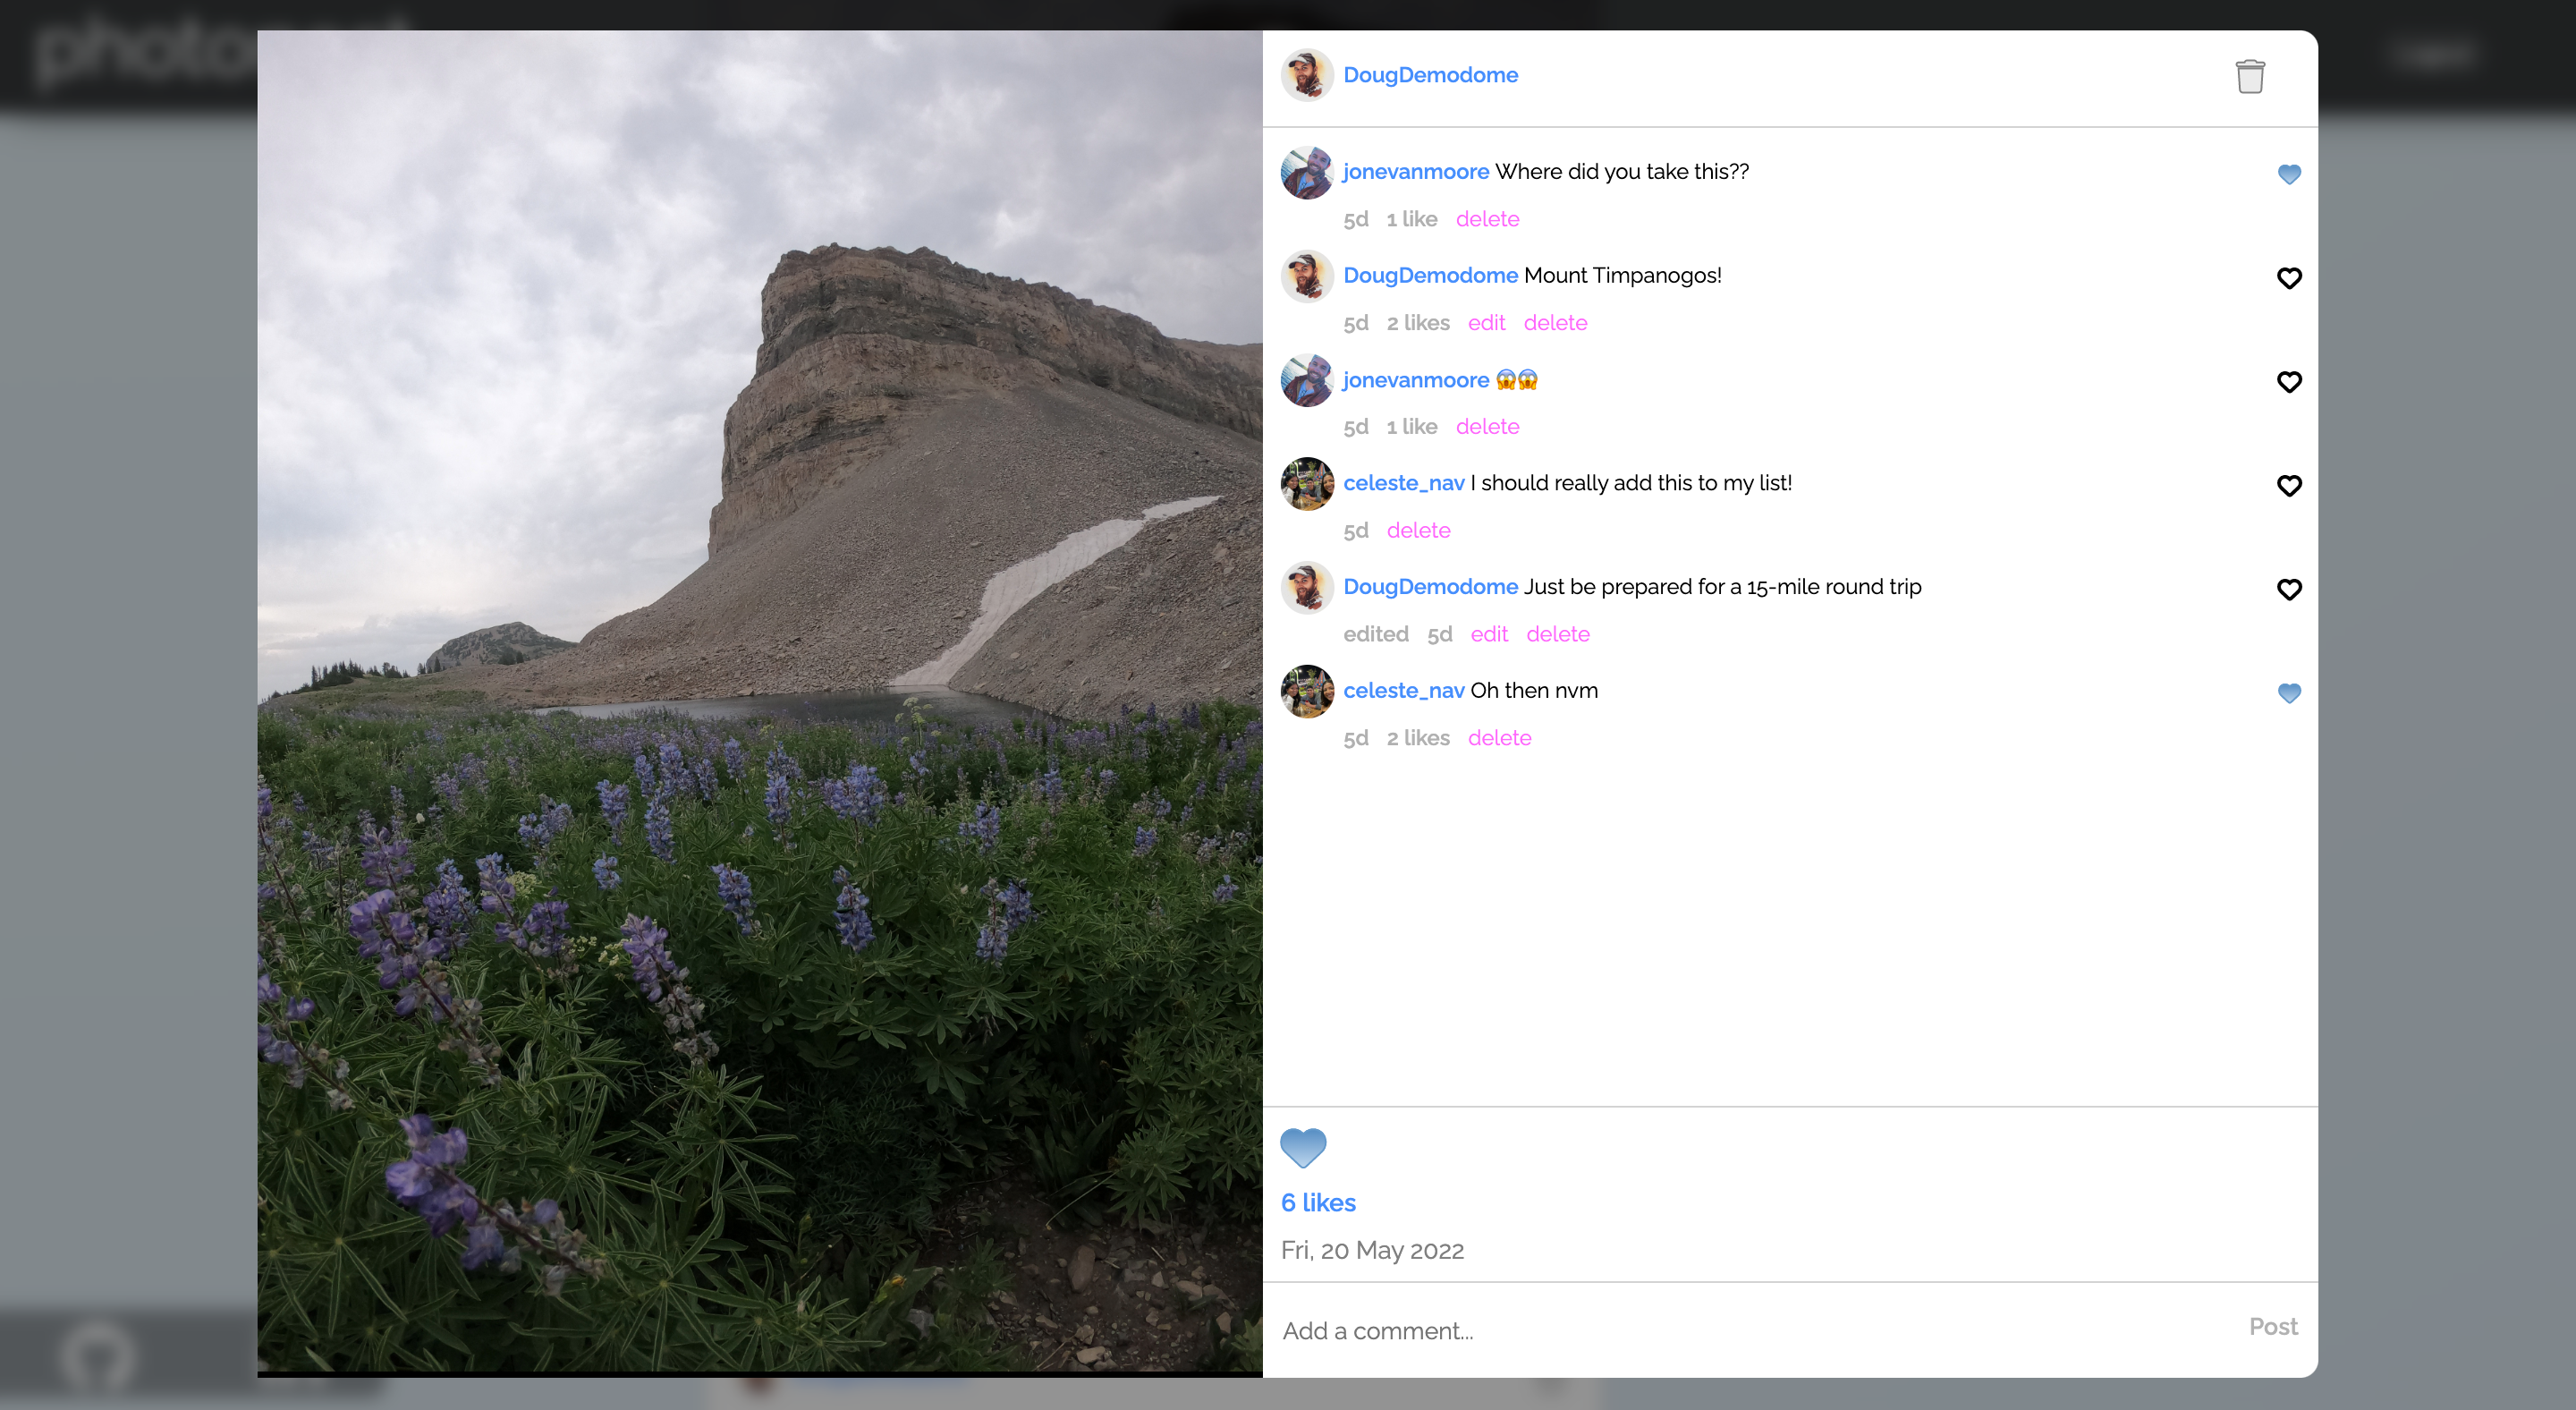 DougDemodome
jonevanmoore Where did you take this??
5d 1 like delete
DougDemodome Mount Timpanogos!
5d 2 likes edit delete
jonevanmoore 😱😱
5d 1 like delete
celeste_nav I should really add this to my list!
5d delete
DougDemodome Just be prepared for a 15-mile round trip
edited 5d edit delete
celeste_nav Oh then nvm
5d 2 likes delete
6 likes
Fri, 20 May 2022
Add a comment...
Post